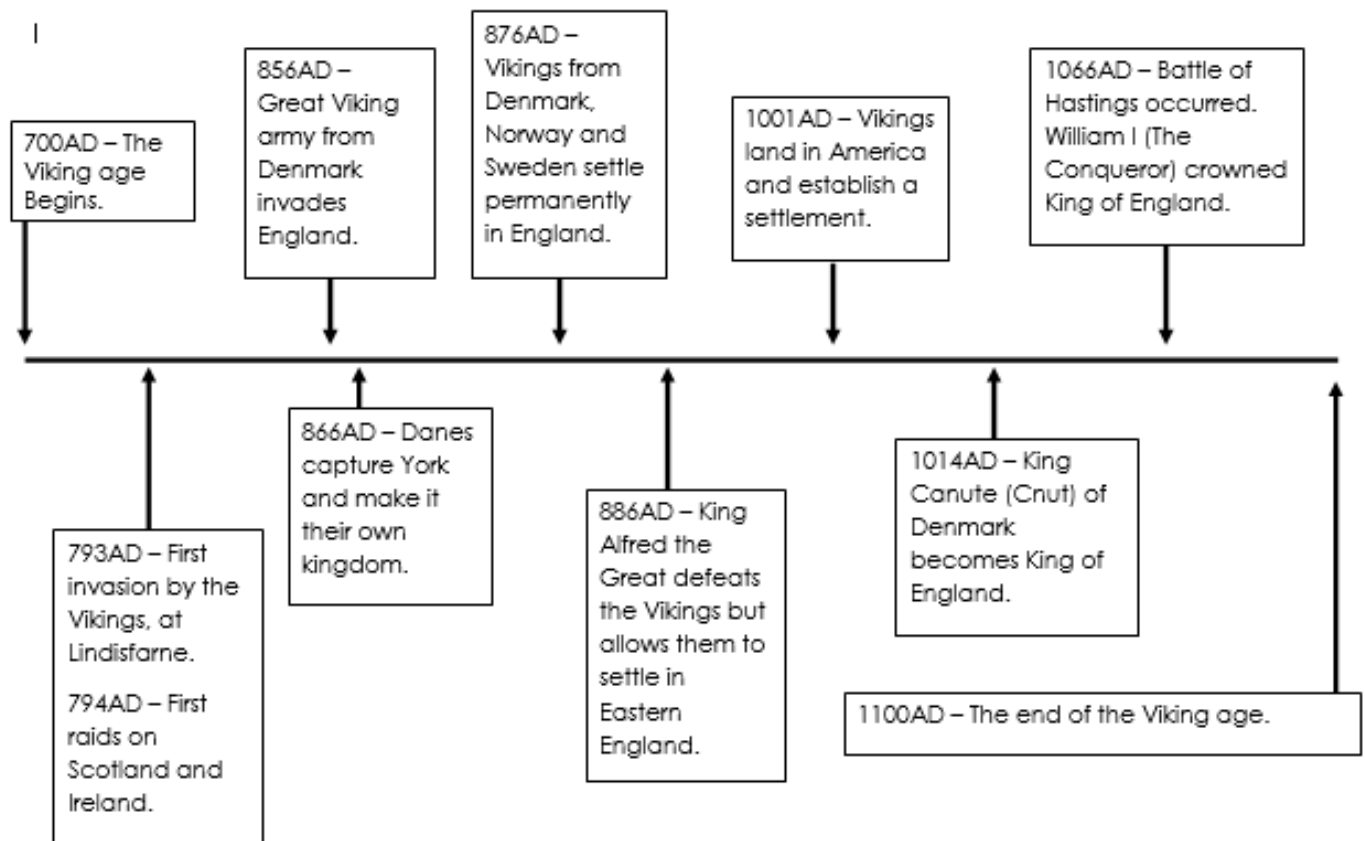 I
700AD – The
Viking age
Begins.
856AD –
Great Viking
army from
Denmark
invades
England.
876AD –
Vikings from
Denmark,
Norway and
Sweden settle
permanently
in England.
1001AD – Vikings
land in America
and establish a
settlement.
1066AD – Battle of
Hastings occurred.
William I (The
Conqueror) crowned
King of England.
793AD – First
invasion by the
Vikings, at
Lindisfarne.
794AD – First
raids on
Scotland and
Ireland.
866AD – Danes
capture York
and make it
their own
kingdom.
886AD – King
Alfred the
Great defeats
the Vikings but
allows them to
settle in
Eastern
England.
1014AD – King
Canute (Cnut) of
Denmark
becomes King of
England.
1100AD – The end of the Viking age.